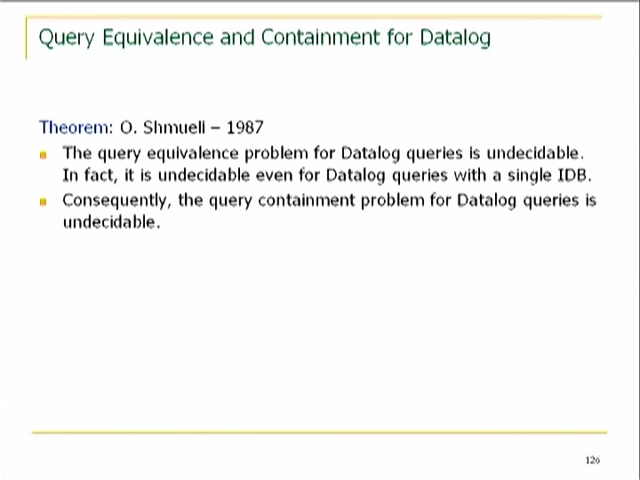 Query Equivalence and Containment for Datalog
Theorem: O. Shmueli – 1987
The query equivalence problem for Datalog queries is undecidable.
In fact, it is undecidable even for Datalog queries with a single IDB.
Consequently, the query containment problem for Datalog queries is
undecidable.
126